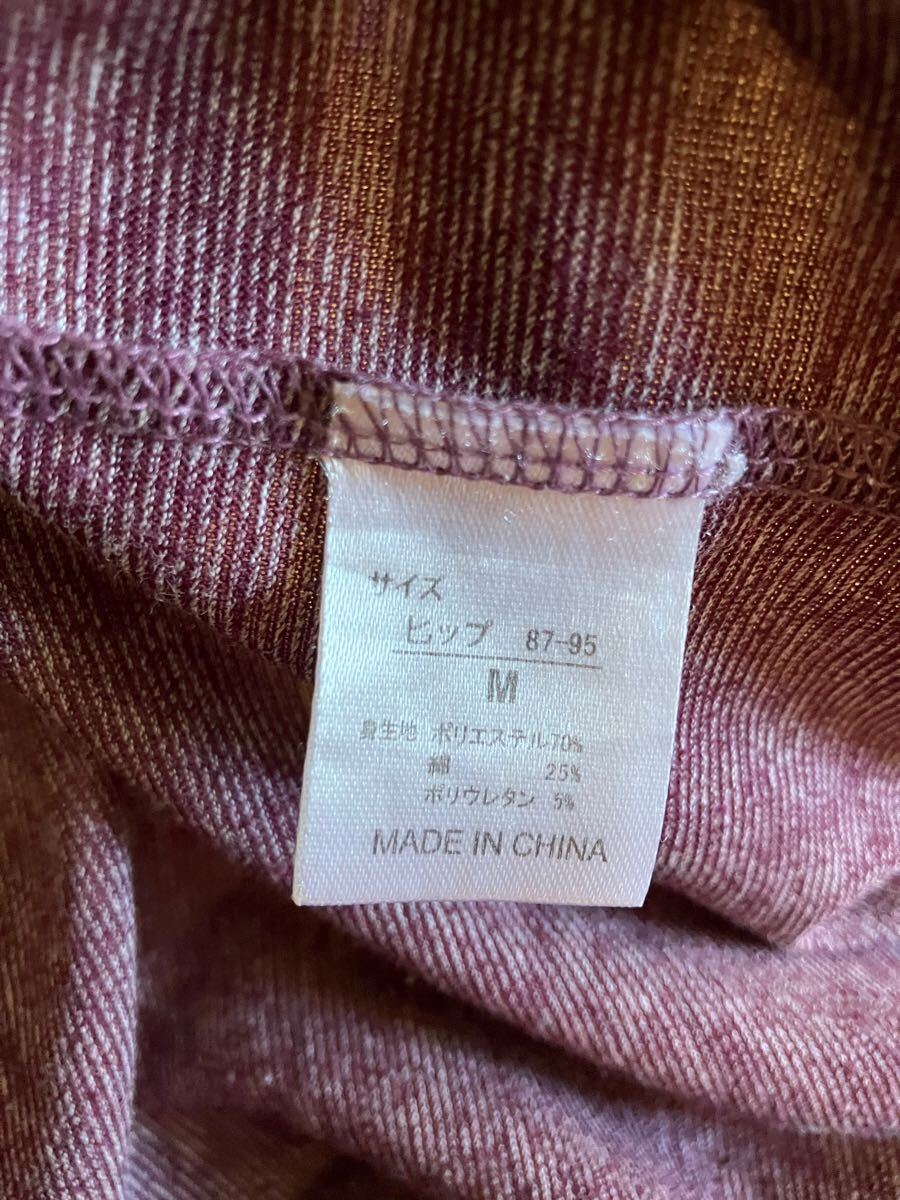 サイズ
ヒップ 87-95
M
身生地 ポリエステル70%
綿 25%
ポリウレタン 5%
MADE IN CHINA